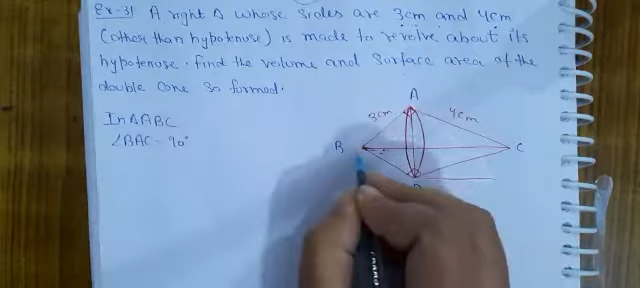 Ex-31 A right Δ whose sides are 3cm and 4cm
(other than hypotenuse) is made to revolve about its
hypotenuse. Find the volume and surface area of the
double cone so formed.
In ΔABC
∠BAC = 90°
A
3cm
4cm
B
C